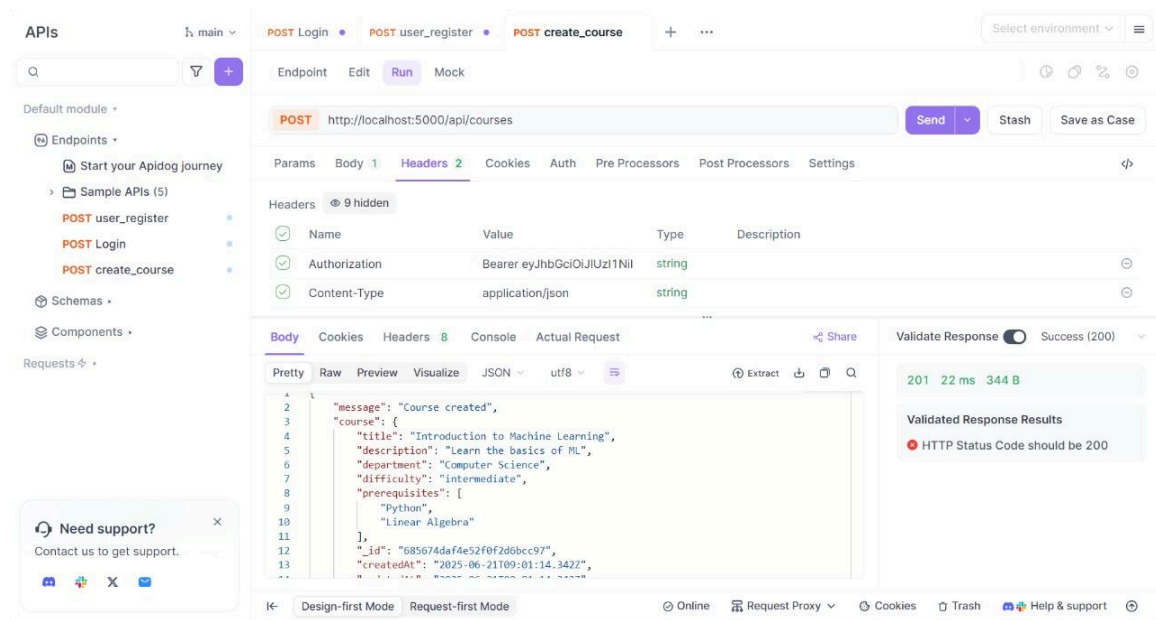 APIs
main
POST Login
POST user_register
POST create_course
Select environment
Endpoint Edit Run Mock
Default module
POST http://localhost:5000/api/courses
Send
Stash
Save as Case
Endpoints
Start your Apidog journey
Sample APIs (5)
POST user_register
POST Login
POST create_course
Schemas
Components
Requests
Params Body 1 Headers 2 Cookies Auth Pre Processors Post Processors Settings
Headers 9 hidden
Name Value Type Description
Authorization Bearer eyJhbGciOiJIUzI1NiI string
Content-Type application/json string
Body Cookies Headers 8 Console Actual Request
Share
Pretty Raw Preview Visualize JSON utf8
Extract
1 {
2 "message": "Course created",
3 "course": {
4 "title": "Introduction to Machine Learning",
5 "description": "Learn the basics of ML",
6 "department": "Computer Science",
7 "difficulty": "intermediate",
8 "prerequisites": [
9 "Python",
10 "Linear Algebra"
11 ],
12 "_id": "685674daf4e52f0f2d6bcc97",
13 "createdAt": "2025-06-21T09:01:14.342Z",
Validate Response Success (200)
201 22 ms 344 B
Validated Response Results
HTTP Status Code should be 200
Need support?
Contact us to get support.
Design-first Mode Request-first Mode
Online Request Proxy Cookies Trash Help & support